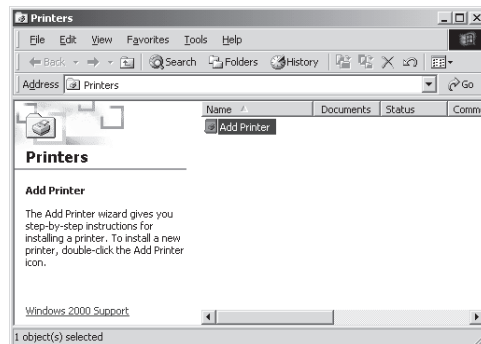 Printers
File Edit View Favorites Tools Help
Back Search Folders History
Address Printers Go
Name Documents Status Comm
Add Printer
Printers
Add Printer
The Add Printer wizard gives you
step-by-step instructions for
installing a printer. To install a new
printer, double-click the Add Printer
icon.
Windows 2000 Support
1 object(s) selected